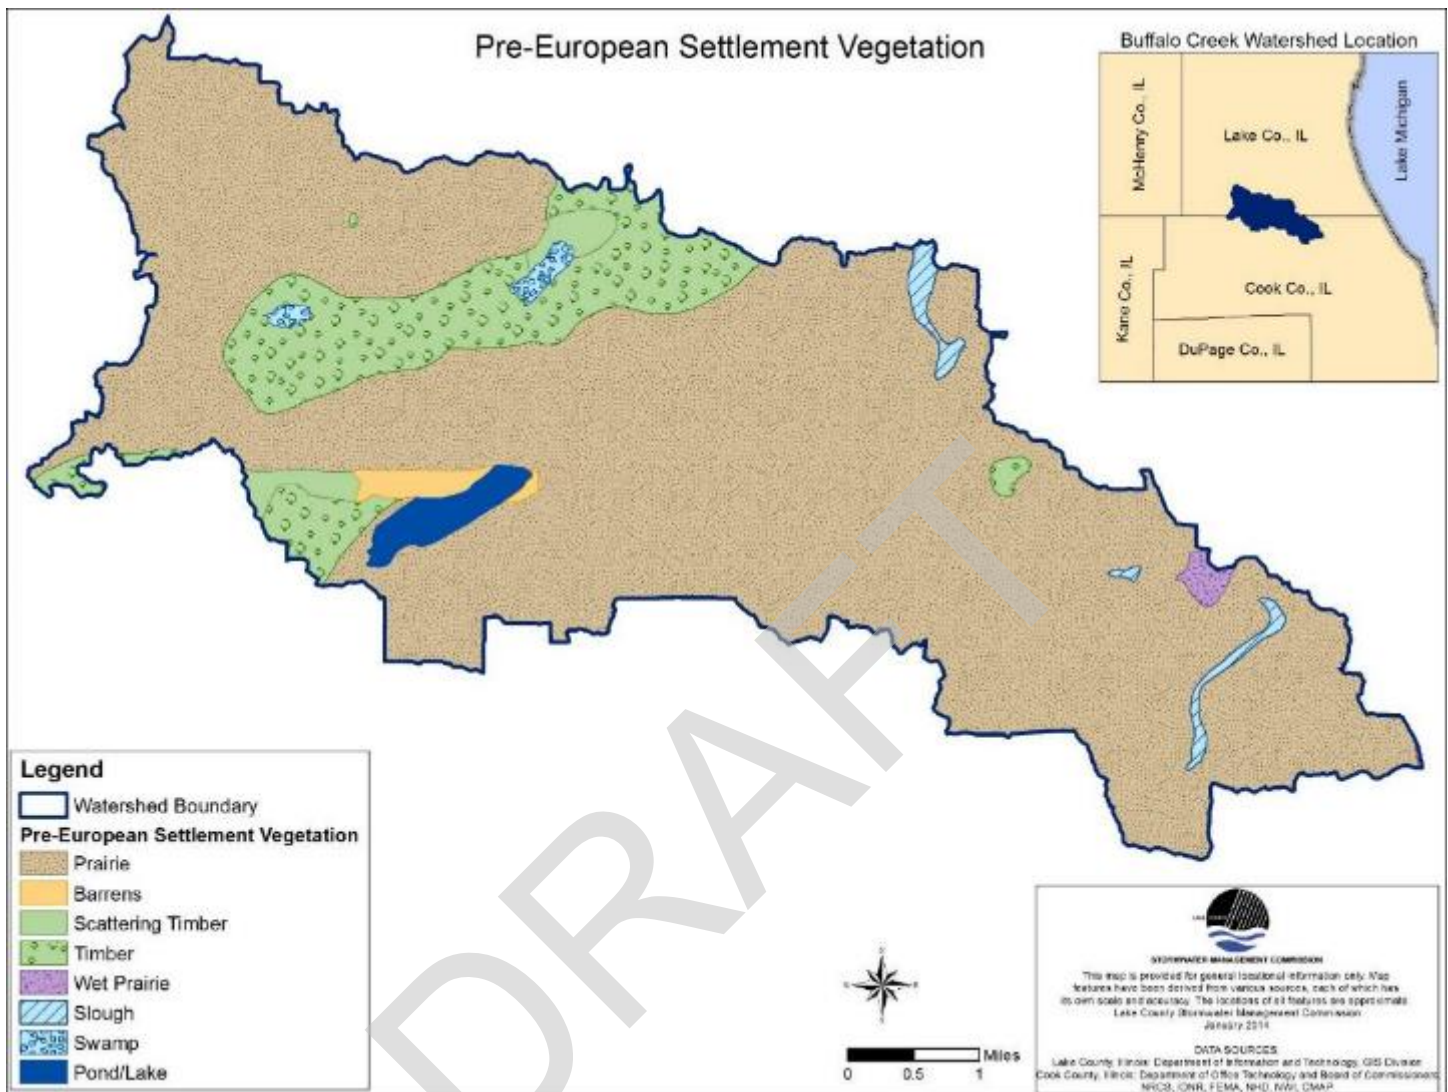 Pre-European Settlement Vegetation
Buffalo Creek Watershed Location
McHenry Co., IL
Lake Co., IL
Lake Michigan
Kane Co., IL
Cook Co., IL
DuPage Co., IL
DRAFT
Legend
Watershed Boundary
Pre-European Settlement Vegetation
Prairie
Barrens
Scattering Timber
Timber
Wet Prairie
Slough
Swamp
Pond/Lake
Miles
0 0.5 1
STORMWATER MANAGEMENT COMMISSION
This map is provided for general locational information only. Map
features have been derived from various sources, each of which has
its own scale and accuracy. The locations of all features are approximate.
Lake County Stormwater Management Commission
January 2014
DATA SOURCES
Lake County, Illinois: Department of Information and Technology, GIS Division
Cook County, Illinois: Department of Office Technology and Board of Commissioners
NRCS, IDNR, FEMA, NHD, NWI, CMAP